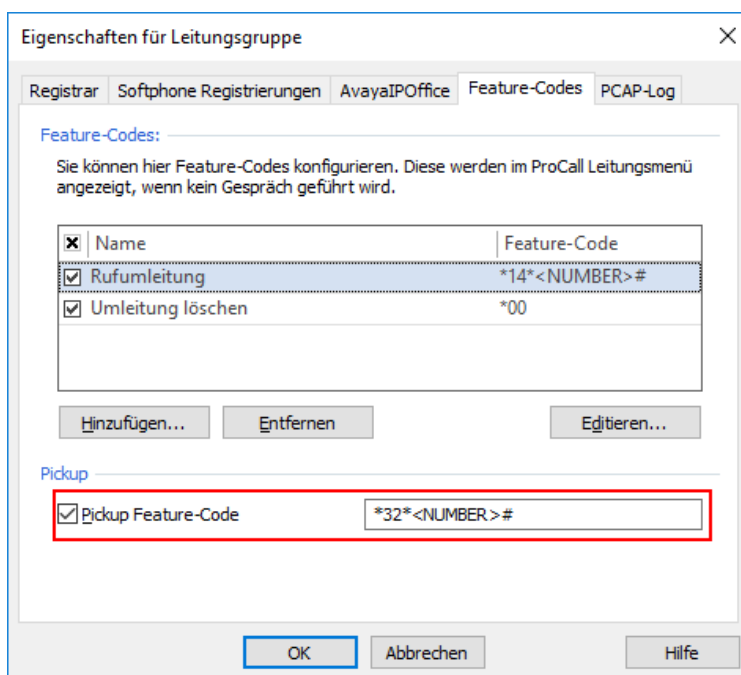 Eigenschaften für Leitungsgruppe
Registrar Softphone Registrierungen AvayaIPOffice Feature-Codes PCAP-Log
Feature-Codes:
Sie können hier Feature-Codes konfigurieren. Diese werden im ProCall Leitungsmenü
angezeigt, wenn kein Gespräch geführt wird.
Name Feature-Code
Rufumleitung *14*<NUMBER>#
Umleitung löschen *00
Hinzufügen... Entfernen Editieren...
Pickup
Pickup Feature-Code *32*<NUMBER>#
OK Abbrechen Hilfe